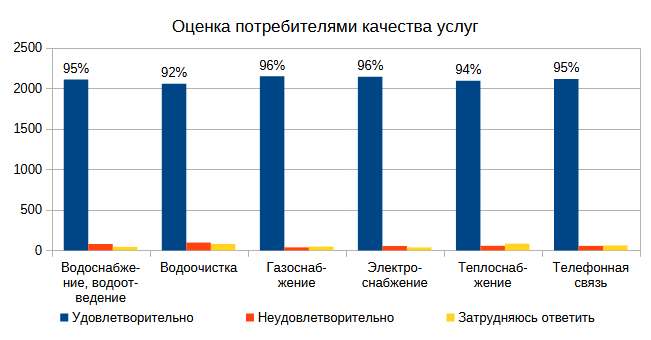 Оценка потребителями качества услуг
2500
2000
1500
1000
500
0
95%
92%
96%
96%
94%
95%
Водоснабже-
ние, водоот-
ведение
Водоочистка
Газоснаб-
жение
Электро-
снабжение
Теплоснаб-
жение
Телефонная
связь
Удовлетворительно
Неудовлетворительно
Затрудняюсь ответить